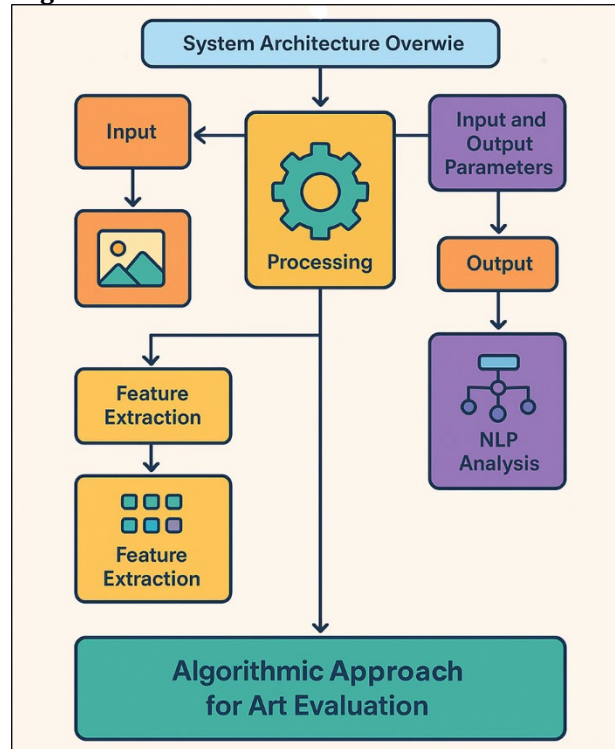 System Architecture Overwie
Input
Processing
Input and
Output
Parameters
Output
NLP
Analysis
Feature
Extraction
Feature
Extraction
Algorithmic Approach
for Art Evaluation